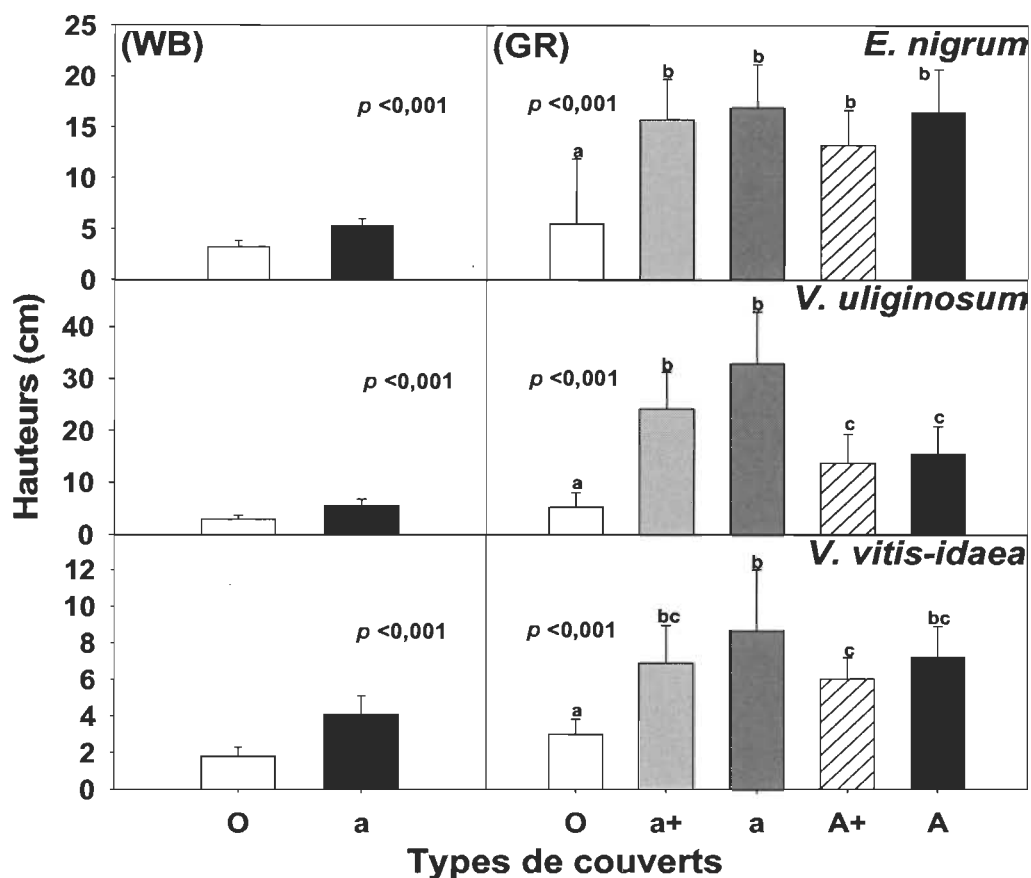 (WB) (GR) E. nigrum
25
20
15
10
5
0
p <0,001
p <0,001
a b b b b
V. uliginosum
40
30
20
10
0
p <0,001
p <0,001
a b b c c
V. vitis-idaea
12
10
8
6
4
2
0
p <0,001
p <0,001
a bc b c bc
Hauteurs (cm)
O a O a+ a A+ A
Types de couverts